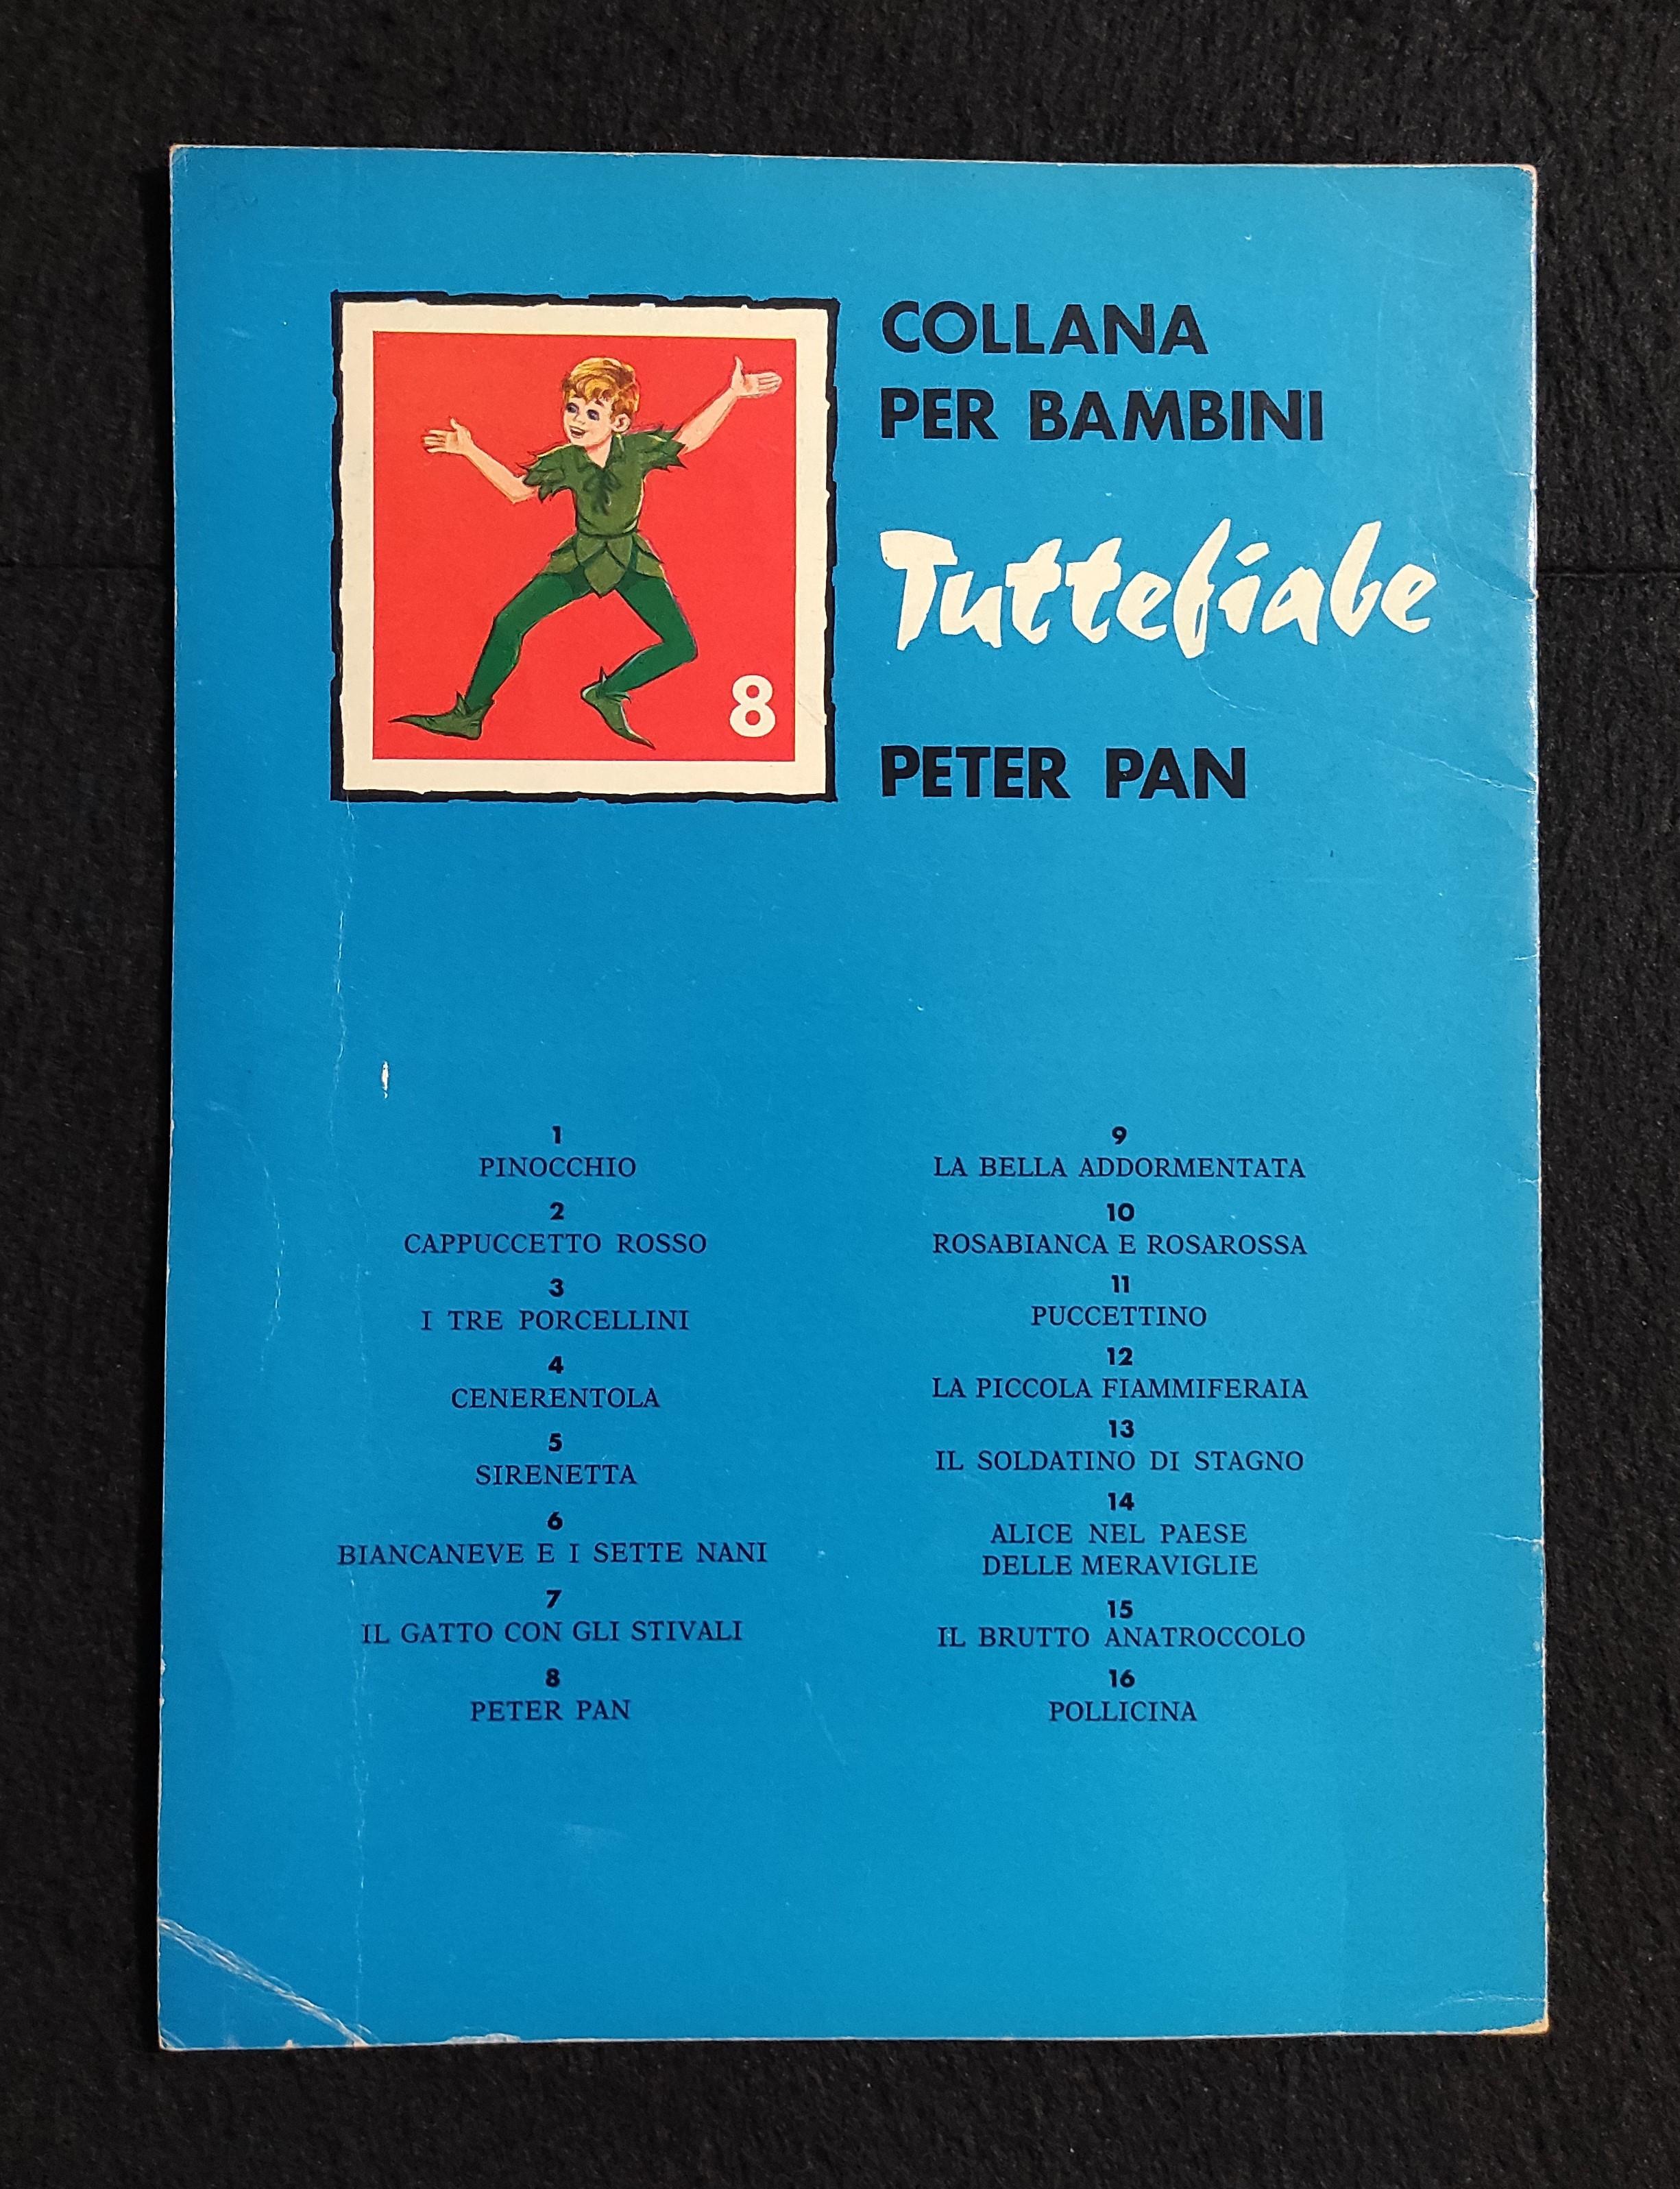 COLLANA
PER BAMBINI
Tuttefiabe
8
PETER PAN
1
PINOCCHIO
2
CAPPUCCETTO ROSSO
3
I TRE PORCELLINI
4
CENERENTOLA
5
SIRENETTA
6
BIANCANEVE E I SETTE NANI
7
IL GATTO CON GLI STIVALI
8
PETER PAN
9
LA BELLA ADDORMENTATA
10
ROSABIANCA E ROSAROSSA
11
PUCCETTINO
12
LA PICCOLA FIAMMIFERAIA
13
IL SOLDATINO DI STAGNO
14
ALICE NEL PAESE
DELLE MERAVIGLIE
15
IL BRUTTO ANATROCCOLO
16
POLLICINA